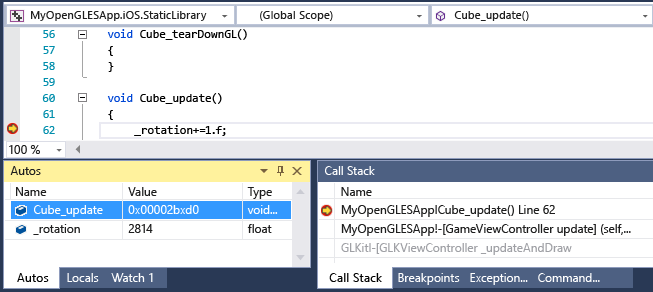 MyOpenGLESApp.iOS.StaticLibrary (Global Scope) Cube_update()
56 void Cube_tearDownGL()
57 {
58 }
59
60 void Cube_update()
61 {
62 _rotation+=1.f;
100 %
Autos
Name Value Type
Cube_update 0x00002bxd0 void...
_rotation 2814 float
Autos Locals Watch 1
Call Stack
Name
MyOpenGLESApp|Cube_update() Line 62
MyOpenGLESApp!-[GameViewController update] (self,...
GLKitl-[GLKViewController _updateAndDraw
Call Stack Breakpoints Exception... Command...